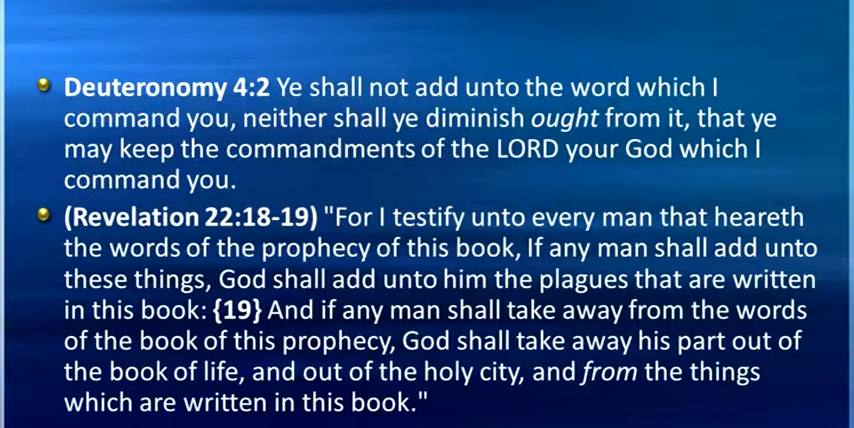 Deuteronomy 4:2 Ye shall not add unto the word which I
command you, neither shall ye diminish ought from it, that ye
may keep the commandments of the LORD your God which I
command you.
(Revelation 22:18-19) "For I testify unto every man that heareth
the words of the prophecy of this book, If any man shall add unto
these things, God shall add unto him the plagues that are written
in this book: {19} And if any man shall take away from the words
of the book of this prophecy, God shall take away his part out of
the book of life, and out of the holy city, and from the things
which are written in this book."